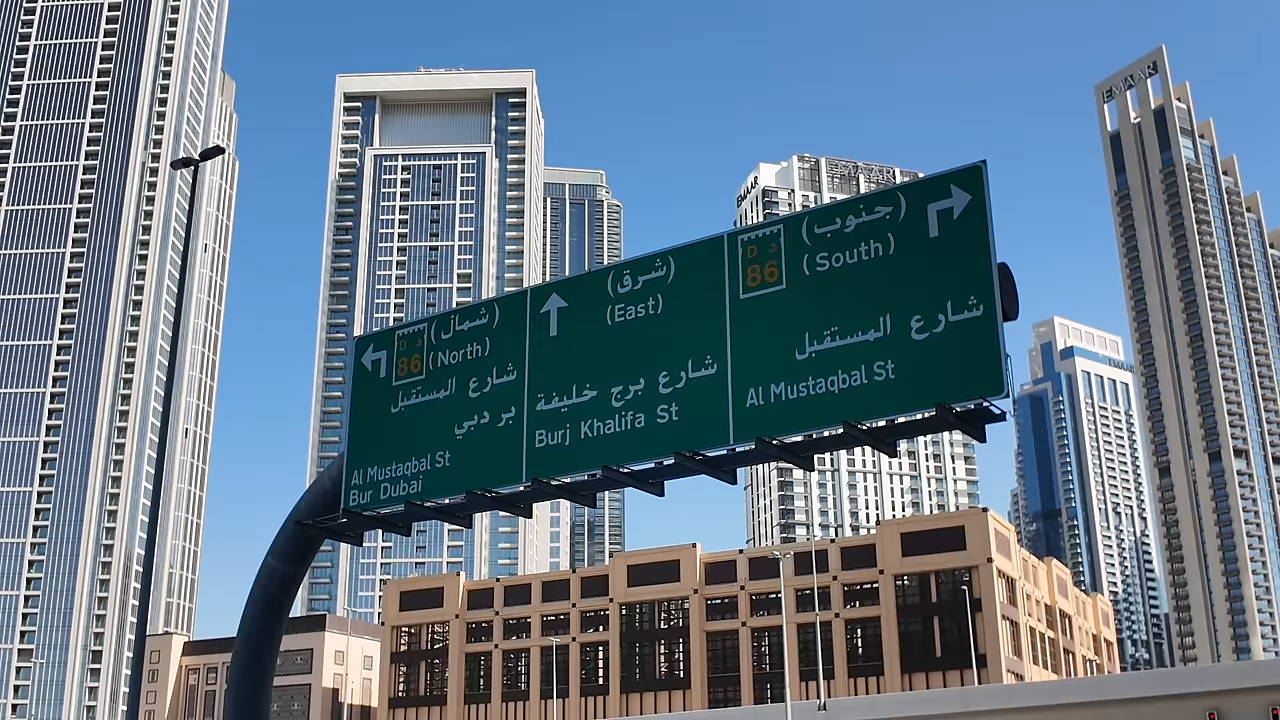 EMAAR
EMAAR
EMAAR
D د
86
(شمال)
(North)
شارع المستقبل
بر دبي
Al Mustaqbal St
Bur Dubai
(شرق)
(East)
شارع برج خليفة
Burj Khalifa St
D د
86
(جنوب)
(South)
شارع المستقبل
Al Mustaqbal St